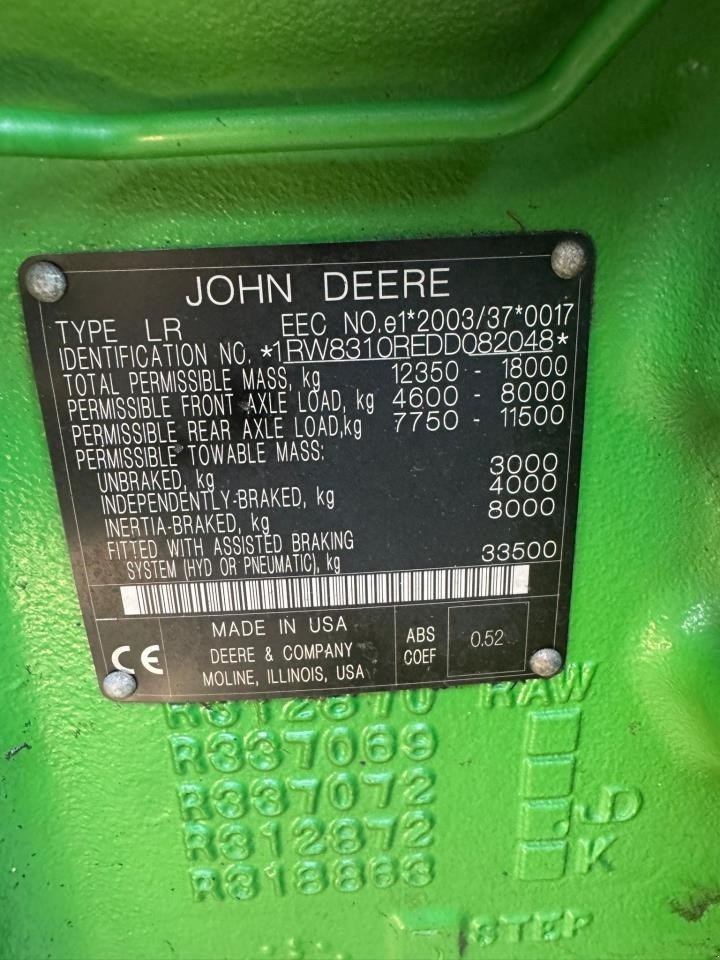 JOHN DEERE
TYPE LR EEC NO.e1*2003/37*0017
IDENTIFICATION NO. *1RW8310REDD082048*
TOTAL PERMISSIBLE MASS, kg 12350 - 18000
PERMISSIBLE FRONT AXLE LOAD, kg 4600 - 8000
PERMISSIBLE REAR AXLE LOAD,kg 7750 - 11500
PERMISSIBLE TOWABLE MASS:
UNBRAKED, kg 3000
INDEPENDENTLY-BRAKED, kg 4000
INERTIA-BRAKED, kg 8000
FITTED WITH ASSISTED BRAKING
SYSTEM (HYD OR PNEUMATIC), kg 33500
CE
MADE IN USA
DEERE & COMPANY
MOLINE, ILLINOIS, USA
ABS
COEF
0.52
R312870 RAW
R337069
R337072
R312872 JD
R318863 K
STEP